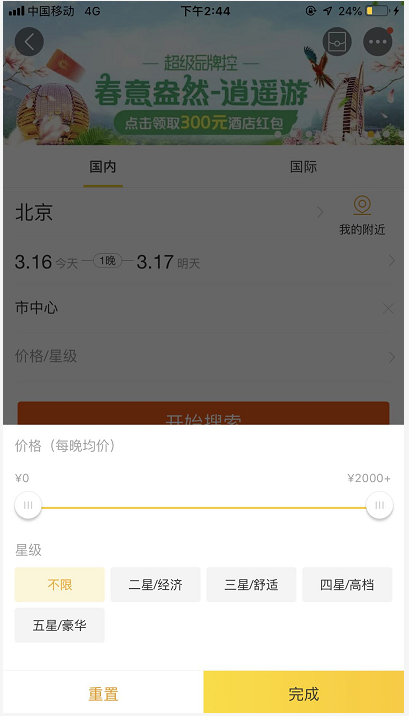 中国移动 4G 下午2:44 24%
超级品牌控
春意盎然-逍遥游
点击领取300元酒店红包
国内 国际
北京
我的附近
3.16 今天 1晚 3.17 明天
市中心
价格/星级
开始搜索
价格（每晚均价）
¥0 ¥2000+
星级
不限 二星/经济 三星/舒适 四星/高档
五星/豪华
重置 完成